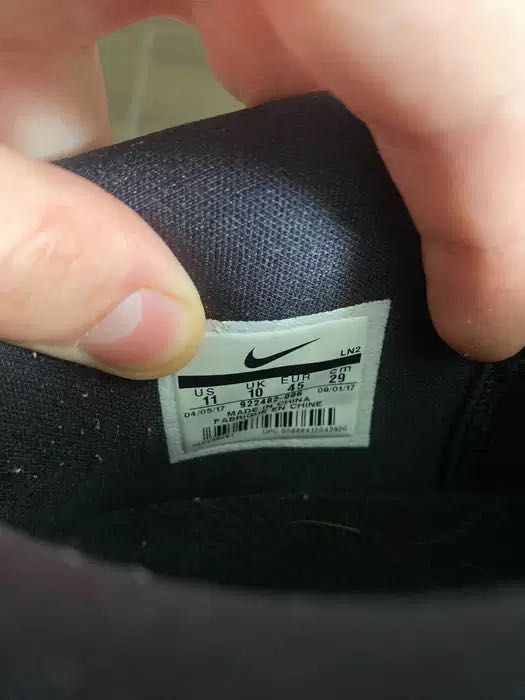 LN2
US UK EUR cm
11 10 45 29
04/05/17 922482-006 09/01/17
MADE IN CHINA
FABRIQUE EN CHINE